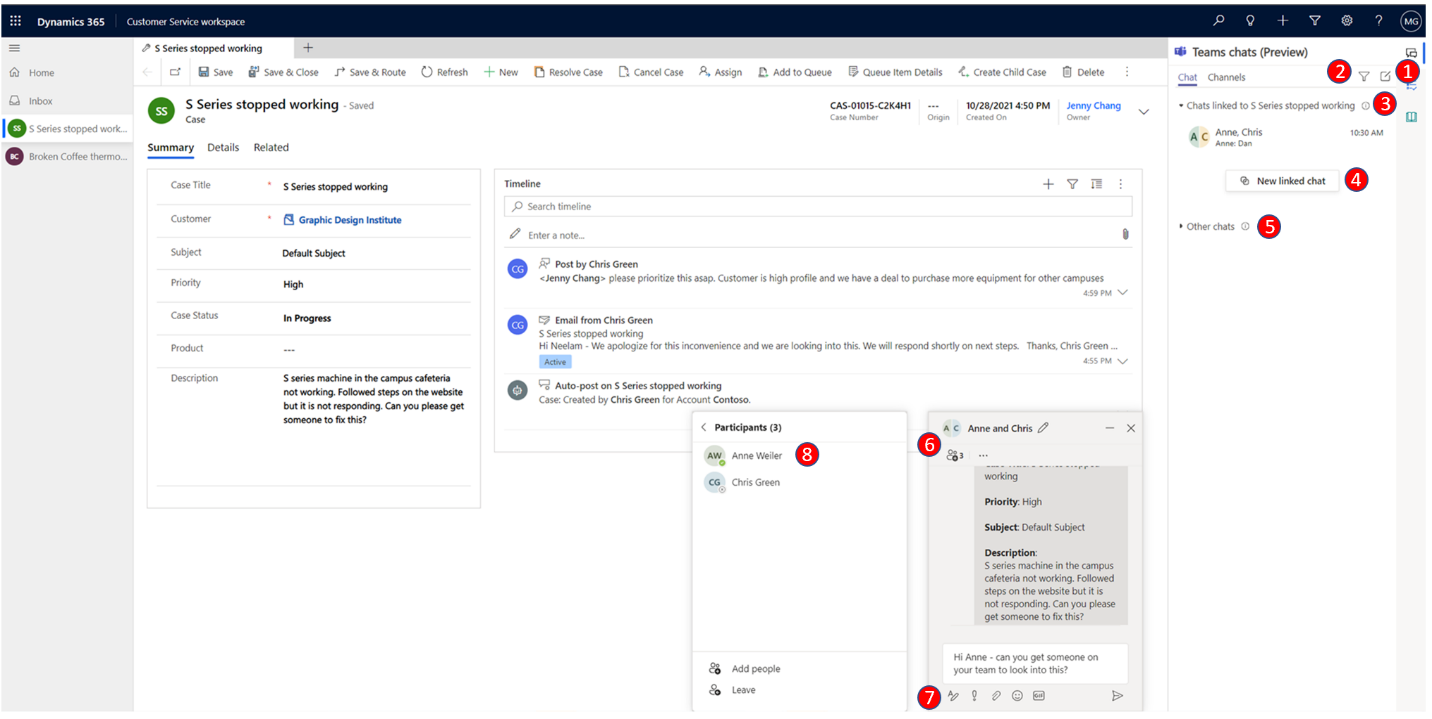 Dynamics 365
Customer Service workspace
MG
Home
Inbox
SS
S Series stopped work...
BC
Broken Coffee thermo...
S Series stopped working
Save
Save & Close
Save & Route
Refresh
New
Resolve Case
Cancel Case
Assign
Add to Queue
Queue Item Details
Create Child Case
Delete
SS
S Series stopped working - Saved
Case
CAS-01015-C2K4H1
Case Number
---
Origin
10/28/2021 4:50 PM
Created On
Jenny Chang
Owner
Summary
Details
Related
Case Title
*
S Series stopped working
Customer
*
Graphic Design Institute
Subject
Default Subject
Priority
High
Case Status
In Progress
Product
---
Description
S series machine in the campus cafeteria
not working. Followed steps on the website
but it is not responding. Can you please get
someone to fix this?
Timeline
Search timeline
Enter a note...
CG
Post by Chris Green
<Jenny Chang> please prioritize this asap. Customer is high profile and we have a deal to purchase more equipment for other campuses
4:59 PM
CG
Email from Chris Green
S Series stopped working
Hi Neelam - We apologize for this inconvenience and we are looking into this. We will respond shortly on next steps. Thanks, Chris Green ...
Active
4:55 PM
Auto-post on S Series stopped working
Case: Created by Chris Green for Account Contoso.
Participants (3)
AW
Anne Weiler
8
CG
Chris Green
Add people
Leave
A C
Anne and Chris
6
3
...
working
Priority: High
Subject: Default Subject
Description:
S series machine in the campus
cafeteria not working. Followed
steps on the website but it is
not responding. Can you please
get someone to fix this?
Hi Anne - can you get someone on
your team to look into this?
7
GIF
Teams chats (Preview)
Chat
Channels
2
1
Chats linked to S Series stopped working
3
A C
Anne, Chris
10:30 AM
Anne: Dan
New linked chat
4
Other chats
5